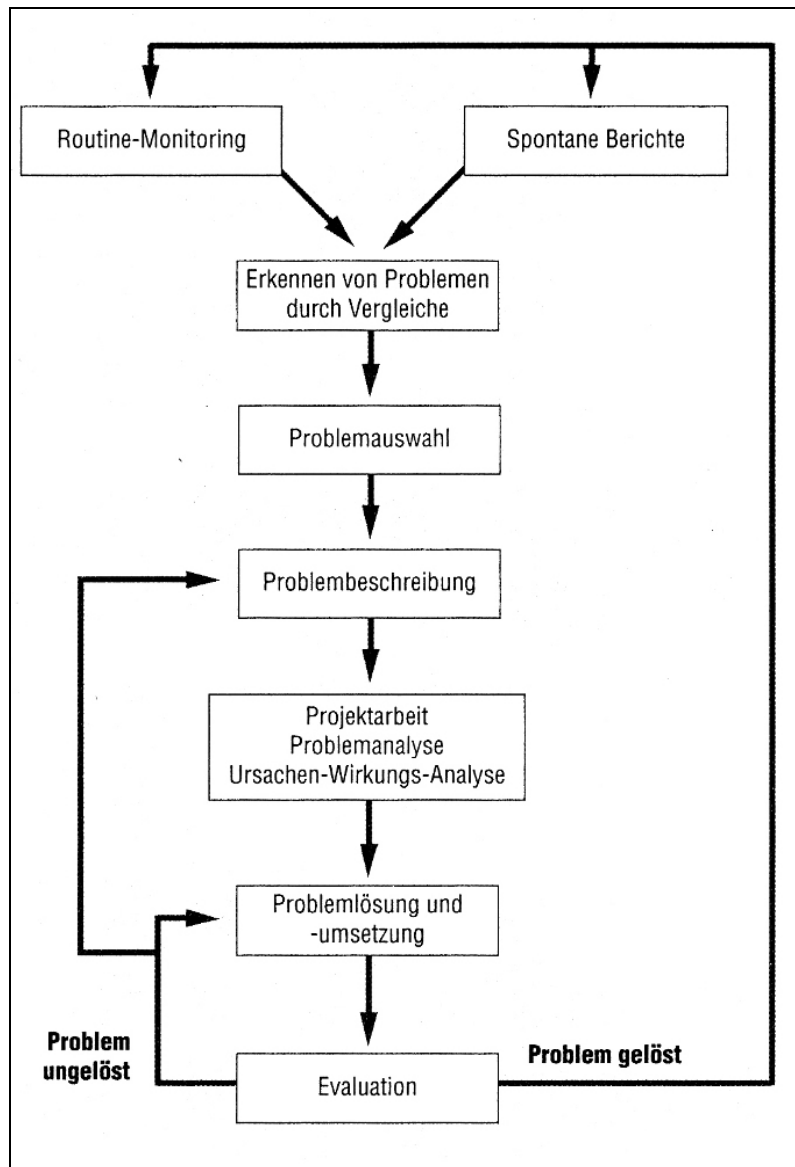 Routine-Monitoring
Spontane Berichte
Erkennen von Problemen
durch Vergleiche
Problemauswahl
Problembeschreibung
Projektarbeit
Problemanalyse
Ursachen-Wirkungs-Analyse
Problemlösung und
-umsetzung
Problem
ungelöst
Problem gelöst
Evaluation